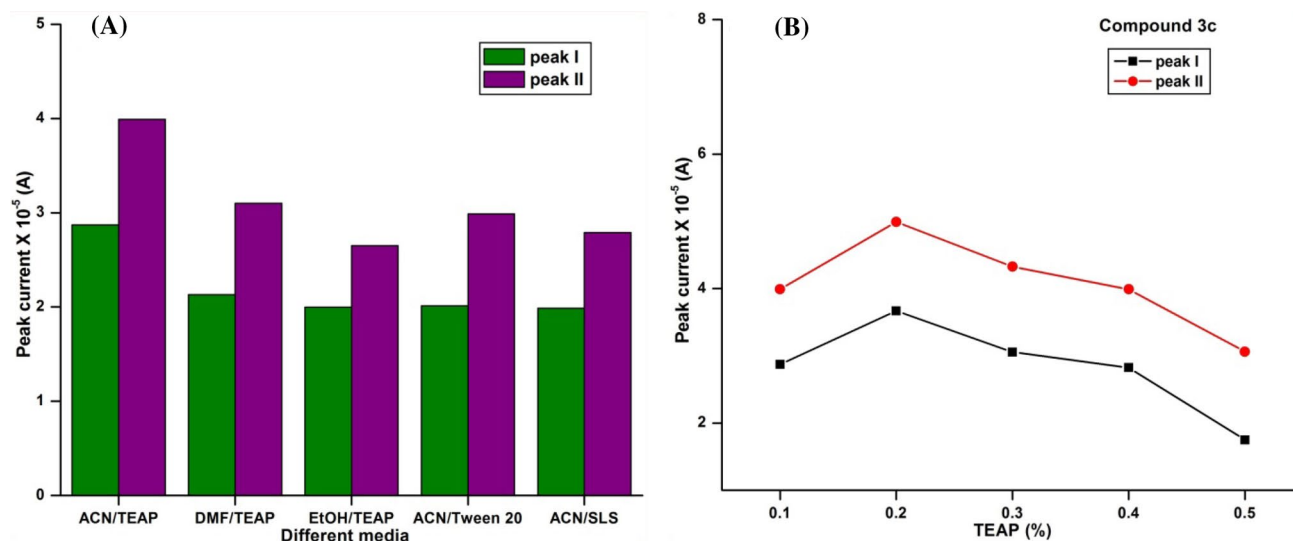 (A)
peak I
peak II
Peak current X 10⁻⁵ (A)
5
4
3
2
1
0
ACN/TEAP DMF/TEAP EtOH/TEAP ACN/Tween 20 ACN/SLS
Different media
(B)
Compound 3c
peak I
peak II
Peak current X 10⁻⁵ (A)
8
6
4
2
0.1 0.2 0.3 0.4 0.5
TEAP (%)